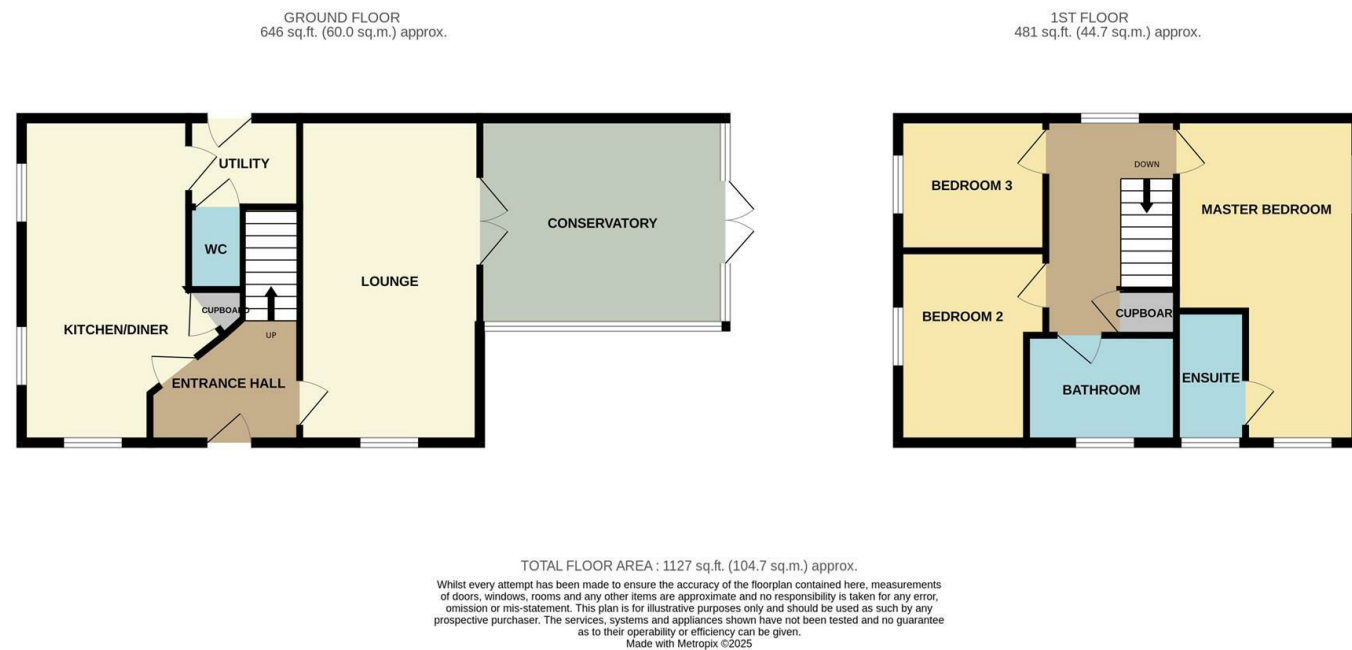 GROUND FLOOR
646 sq.ft. (60.0 sq.m.) approx.
UTILITY
WC
CUPBOARD
KITCHEN/DINER
UP
ENTRANCE HALL
LOUNGE
CONSERVATORY
1ST FLOOR
481 sq.ft. (44.7 sq.m.) approx.
BEDROOM 3
DOWN
MASTER BEDROOM
BEDROOM 2
CUPBOAR
BATHROOM
ENSUITE
TOTAL FLOOR AREA : 1127 sq.ft. (104.7 sq.m.) approx.
Whilst every attempt has been made to ensure the accuracy of the floorplan contained here, measurements
of doors, windows, rooms and any other items are approximate and no responsibility is taken for any error,
omission or mis-statement. This plan is for illustrative purposes only and should be used as such by any
prospective purchaser. The services, systems and appliances shown have not been tested and no guarantee
as to their operability or efficiency can be given.
Made with Metropix ©2025